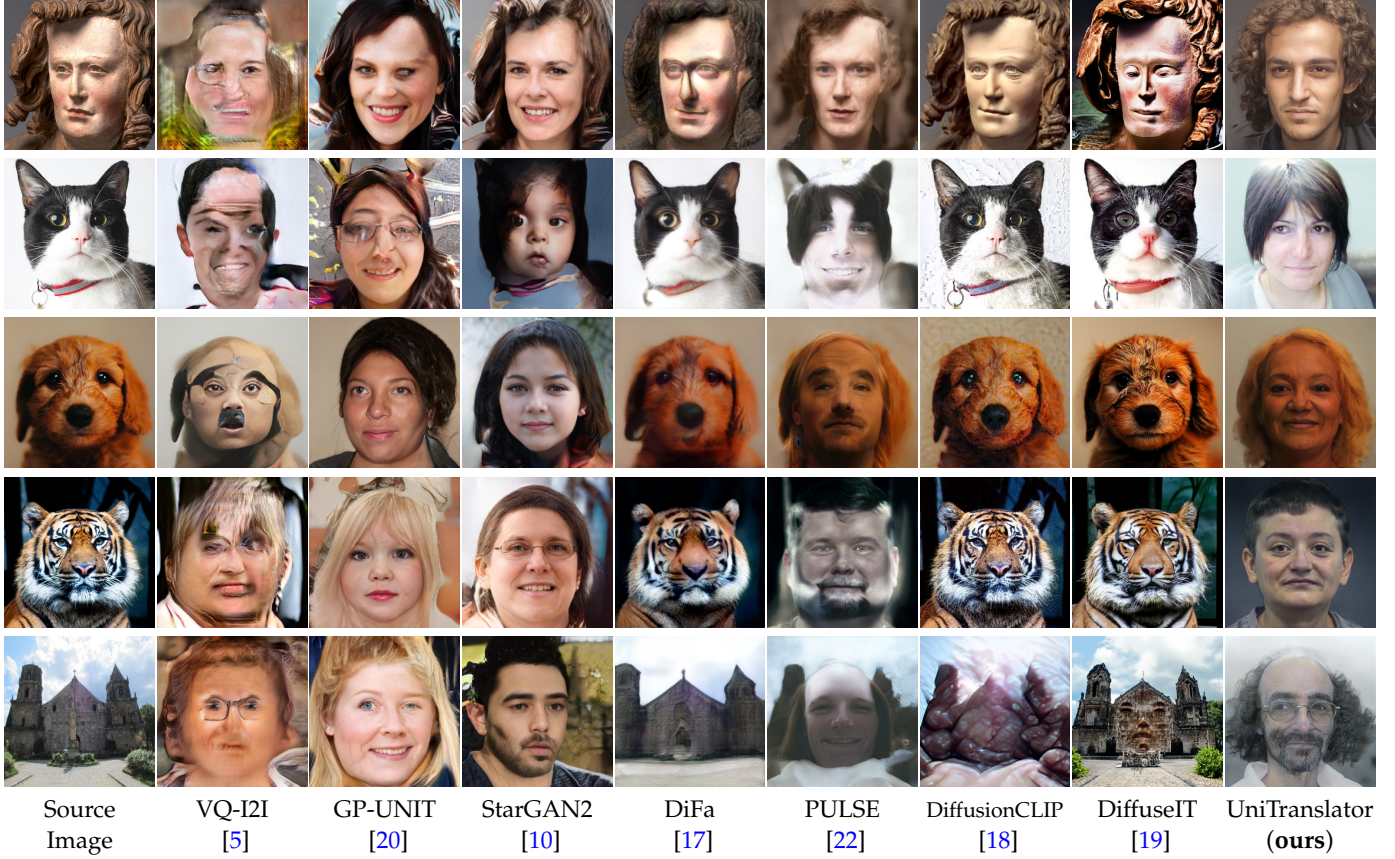 Source Image
VQ-I2I [5]
GP-UNIT [20]
StarGAN2 [10]
DiFa [17]
PULSE [22]
DiffusionCLIP [18]
DiffuseIT [19]
UniTranslator (ours)